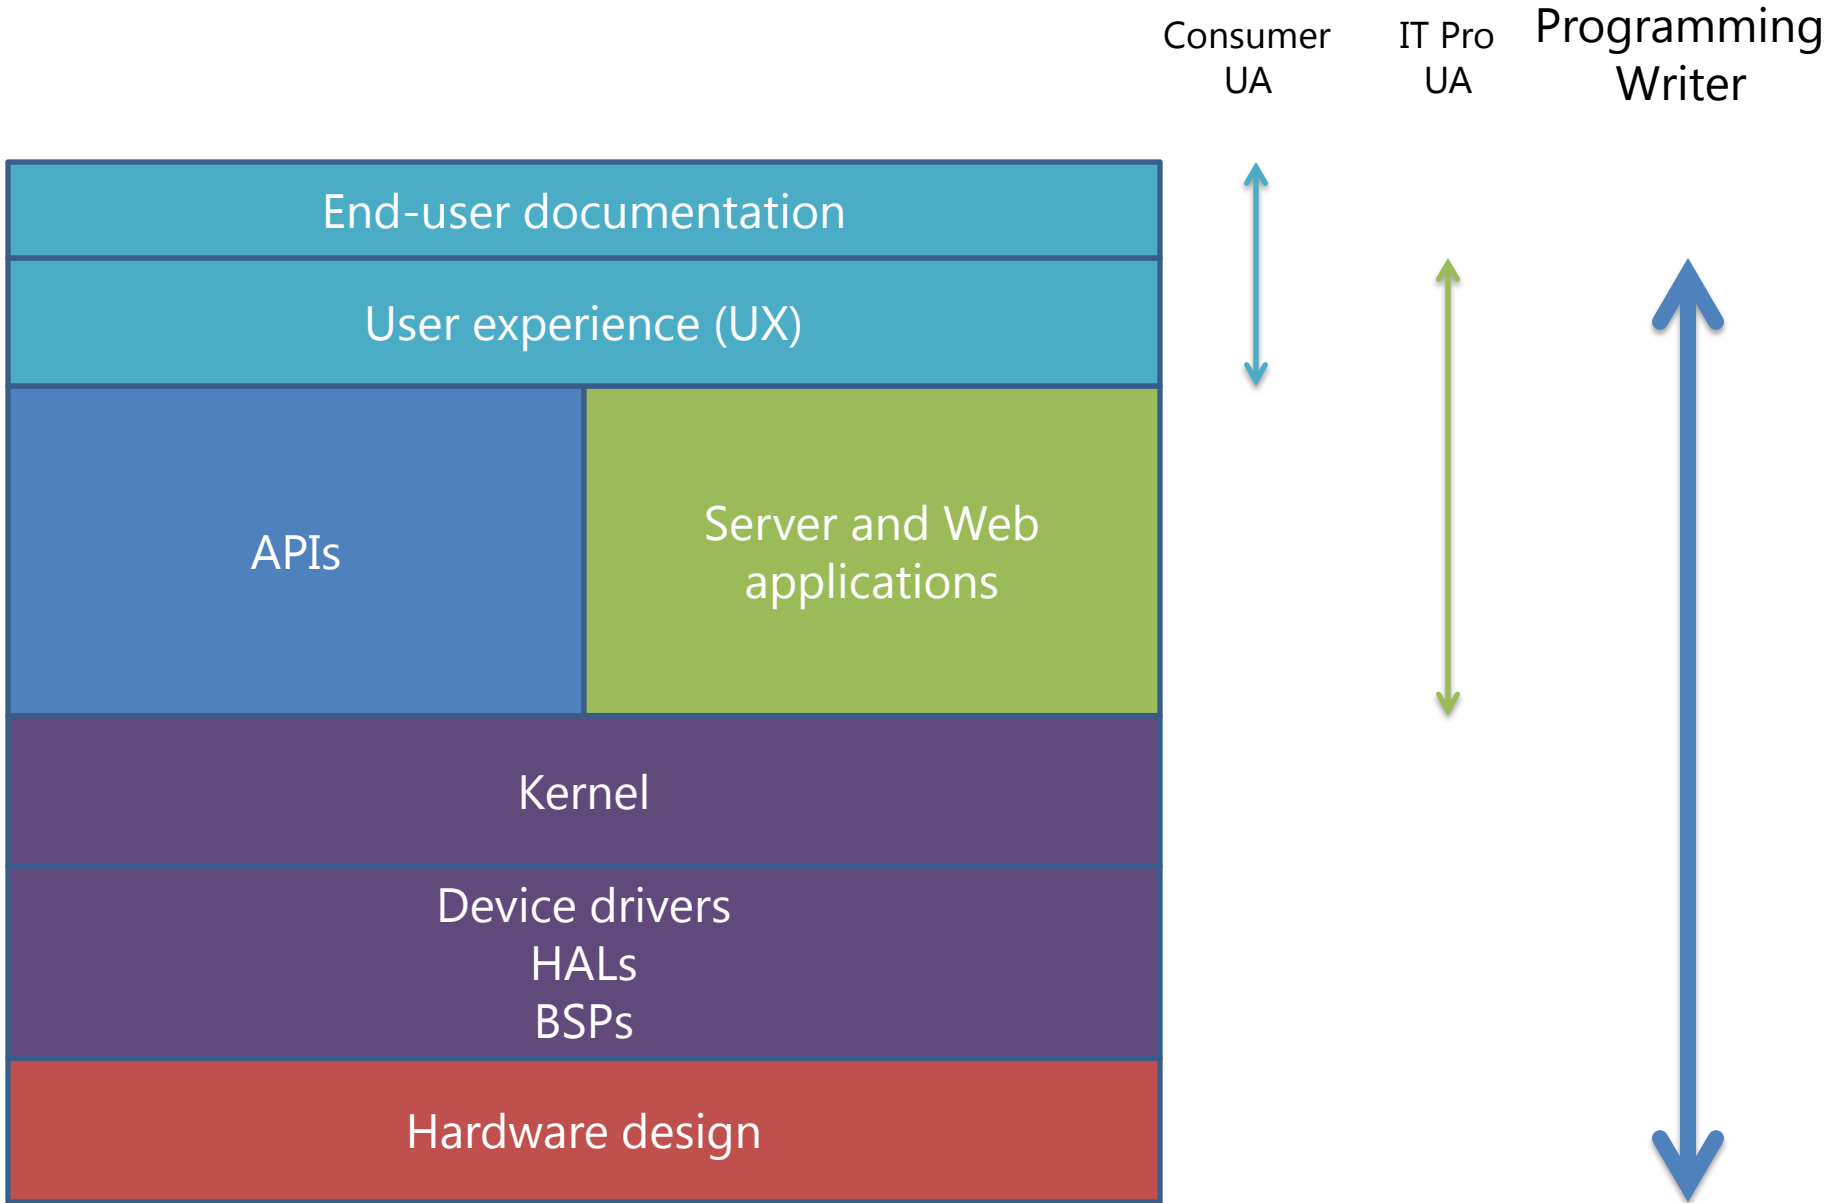 Consumer
UA
IT Pro
UA
Programming
Writer
End-user documentation
User experience (UX)
APIs
Server and Web
applications
Kernel
Device drivers
HALs
BSPs
Hardware design